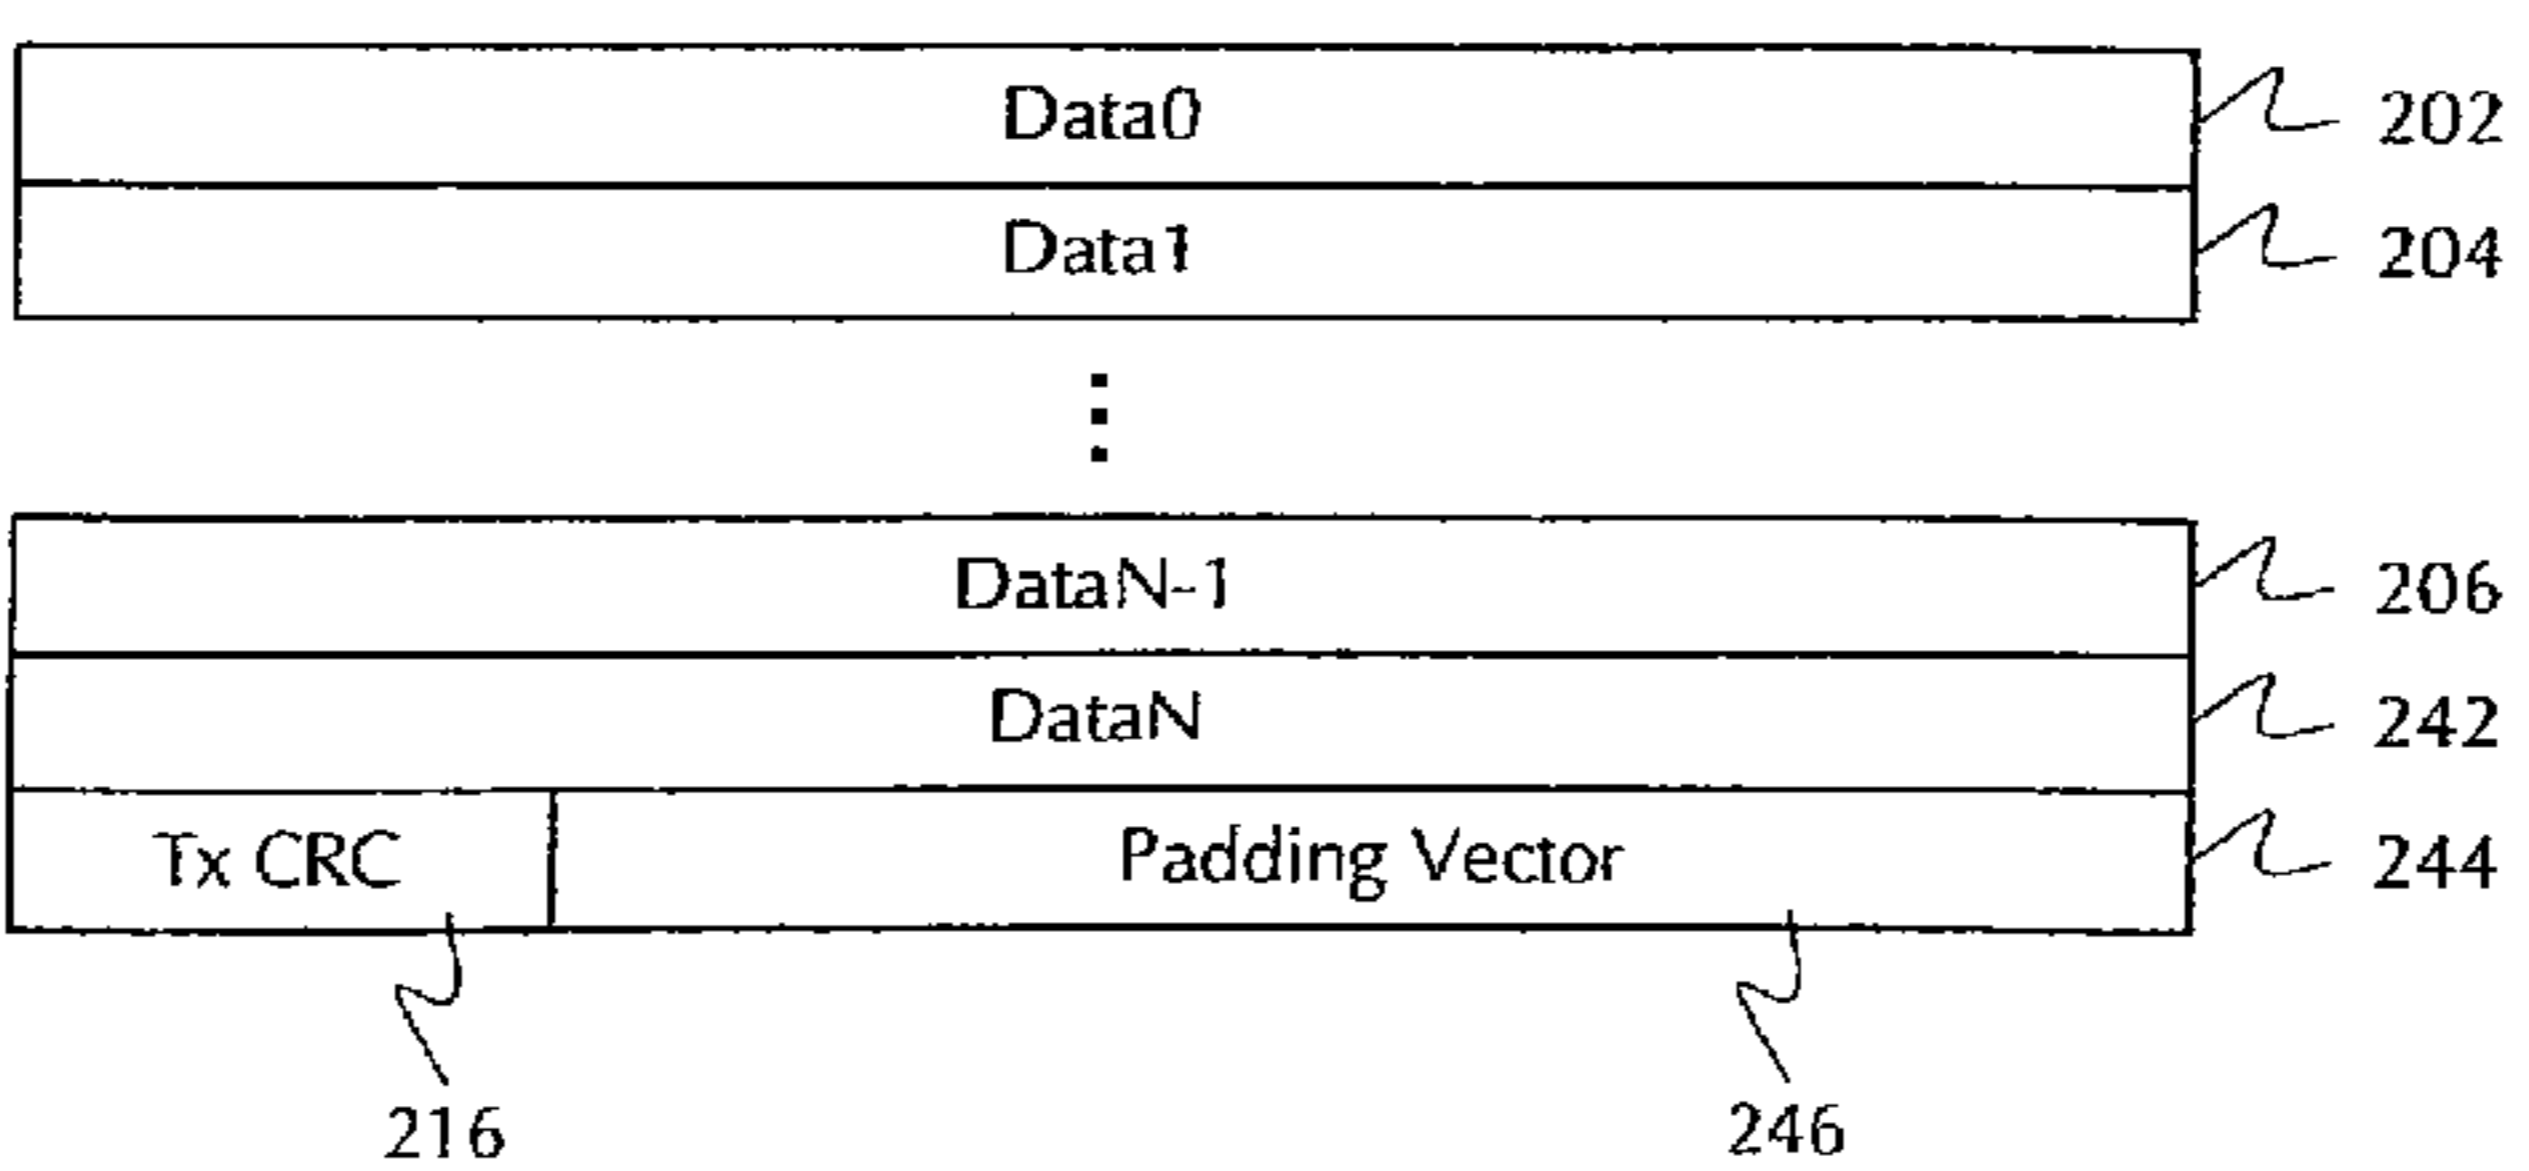 Data0 202
Data1 204
DataN-1 206
DataN 242
Tx CRC Padding Vector 244
216 246